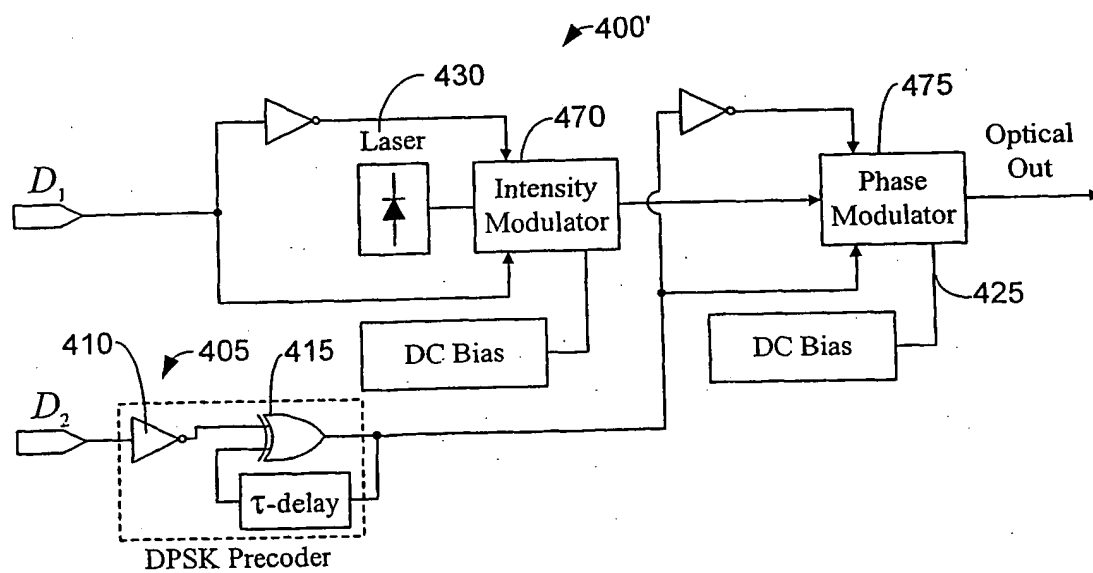 400'
430
475
Laser
470
Optical
Out
D₁
Intensity
Modulator
Phase
Modulator
425
410
405
415
DC Bias
DC Bias
D₂
τ-delay
DPSK Precoder